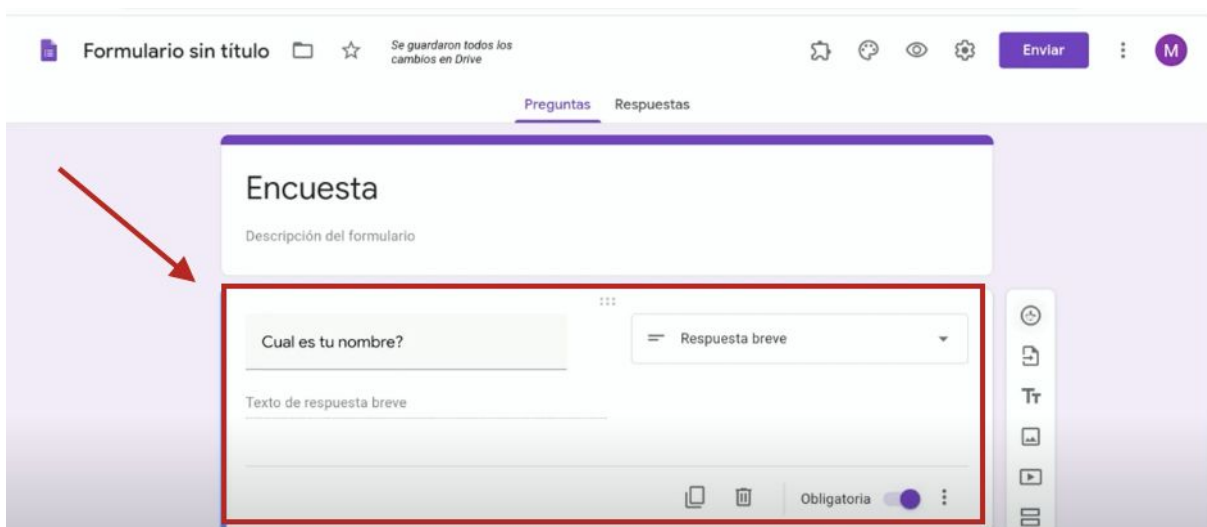 Formulario sin título
Se guardaron todos los
cambios en Drive
Enviar
M
Preguntas
Respuestas
Encuesta
Descripción del formulario
Cual es tu nombre?
Respuesta breve
Tт
Texto de respuesta breve
Obligatoria